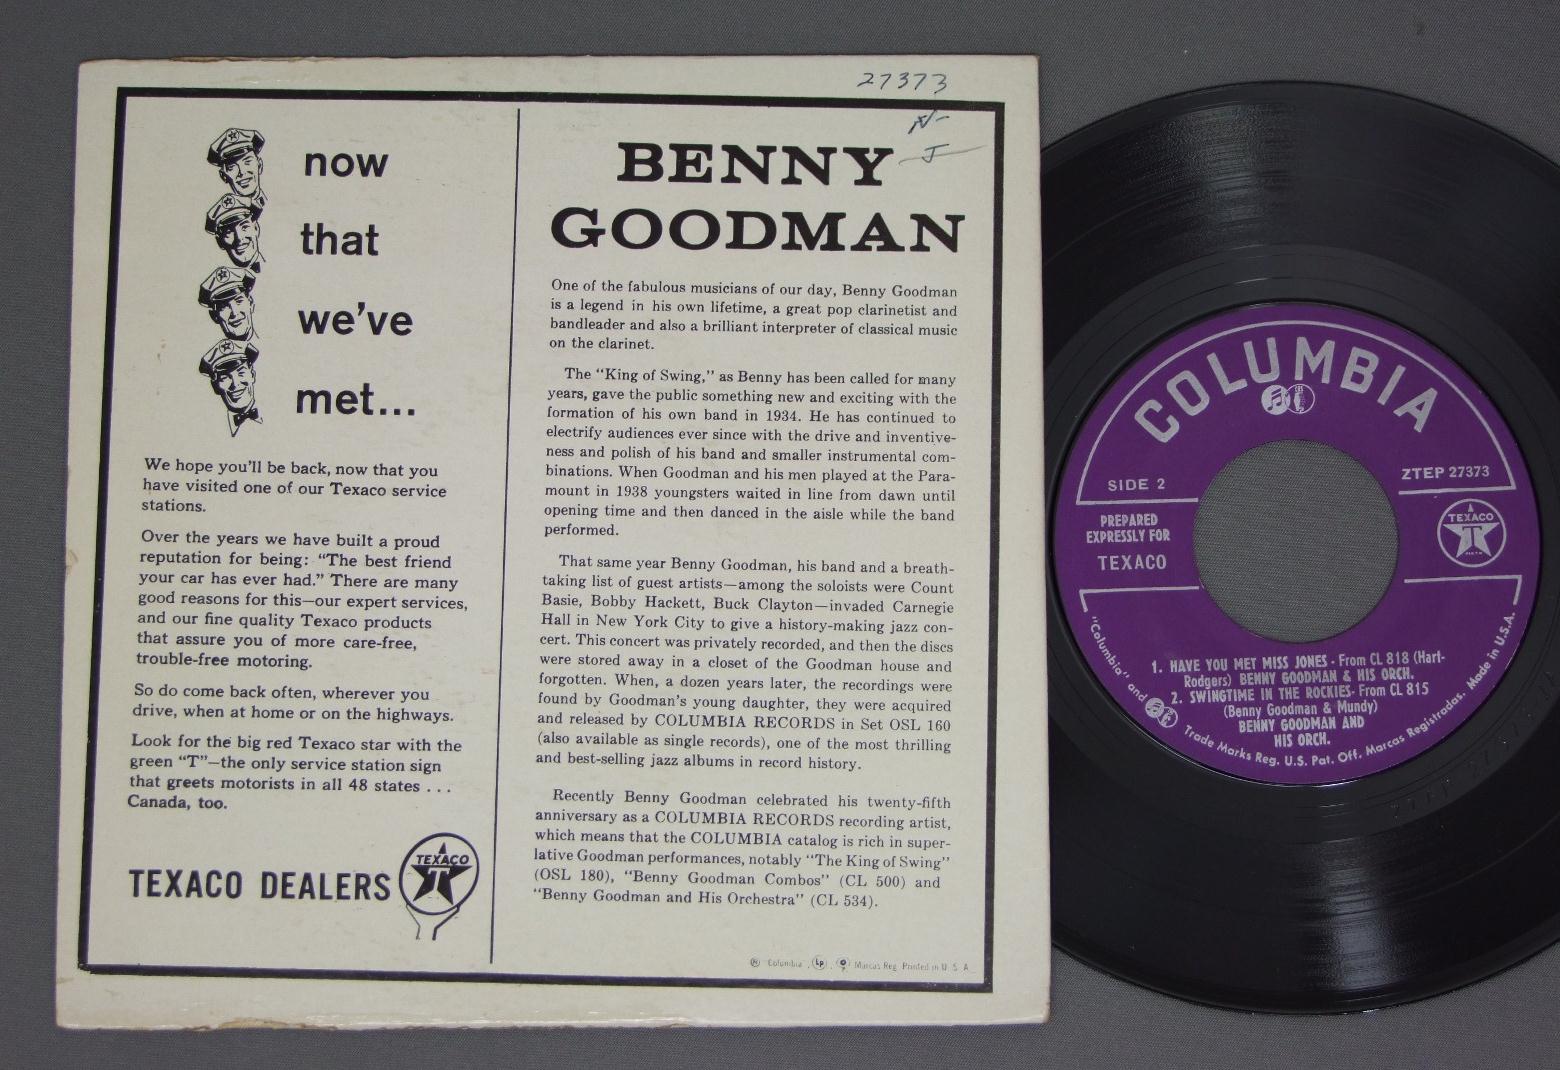 27373
N-
J
now
that
we've
met...
We hope you'll be back, now that you
have visited one of our Texaco service
stations.
Over the years we have built a proud
reputation for being: "The best friend
your car has ever had." There are many
good reasons for this—our expert services,
and our fine quality Texaco products
that assure you of more care-free,
trouble-free motoring.
So do come back often, wherever you
drive, when at home or on the highways.
Look for the big red Texaco star with the
green "T"—the only service station sign
that greets motorists in all 48 states . . .
Canada, too.
TEXACO DEALERS
TEXACO
T
BENNY
GOODMAN
One of the fabulous musicians of our day, Benny Goodman
is a legend in his own lifetime, a great pop clarinetist and
bandleader and also a brilliant interpreter of classical music
on the clarinet.
The "King of Swing," as Benny has been called for many
years, gave the public something new and exciting with the
formation of his own band in 1934. He has continued to
electrify audiences ever since with the drive and inventive-
ness and polish of his band and smaller instrumental com-
binations. When Goodman and his men played at the Para-
mount in 1938 youngsters waited in line from dawn until
opening time and then danced in the aisle while the band
performed.
That same year Benny Goodman, his band and a breath-
taking list of guest artists—among the soloists were Count
Basie, Bobby Hackett, Buck Clayton—invaded Carnegie
Hall in New York City to give a history-making jazz con-
cert. This concert was privately recorded, and then the discs
were stored away in a closet of the Goodman house and
forgotten. When, a dozen years later, the recordings were
found by Goodman's young daughter, they were acquired
and released by COLUMBIA RECORDS in Set OSL 160
(also available as single records), one of the most thrilling
and best-selling jazz albums in record history.
Recently Benny Goodman celebrated his twenty-fifth
anniversary as a COLUMBIA RECORDS recording artist,
which means that the COLUMBIA catalog is rich in super-
lative Goodman performances, notably "The King of Swing"
(OSL 180), "Benny Goodman Combos" (CL 500) and
"Benny Goodman and His Orchestra" (CL 534).
® Columbia , Lp , Marcas Reg. Printed in U. S. A.
COLUMBIA
SIDE 2
ZTEP 27373
PREPARED
EXPRESSLY FOR
TEXACO
TEXACO
T
1. HAVE YOU MET MISS JONES - From CL 818 (Hart-
Rodgers) BENNY GOODMAN & HIS ORCH.
2. SWINGTIME IN THE ROCKIES- From CL 815
(Benny Goodman & Mundy)
BENNY GOODMAN AND
HIS ORCH.
"Columbia" and Trade Marks Reg. U.S. Pat. Off. Marcas Registradas. Made in U.S.A.